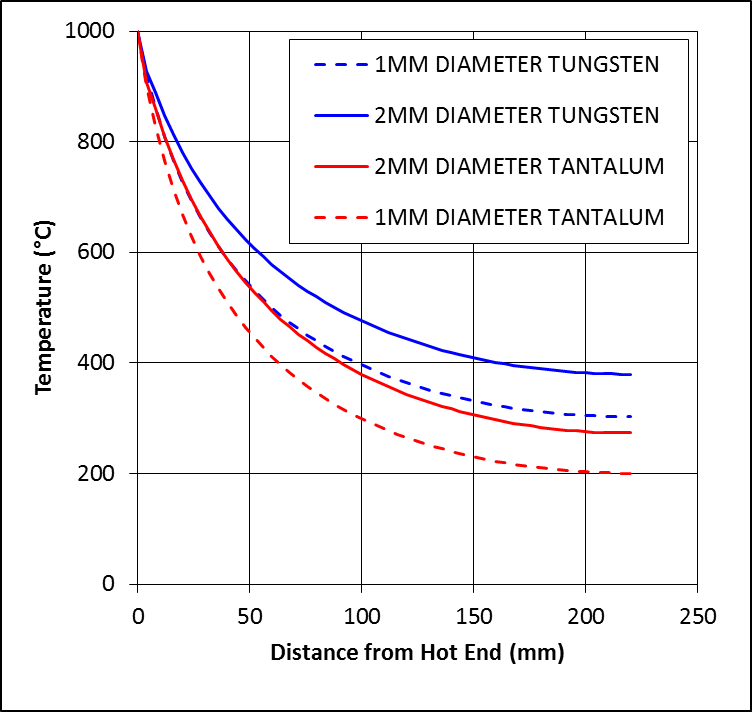 1000
800
600
400
200
0
Temperature (°C)
1MM DIAMETER TUNGSTEN
2MM DIAMETER TUNGSTEN
2MM DIAMETER TANTALUM
1MM DIAMETER TANTALUM
0 50 100 150 200 250
Distance from Hot End (mm)